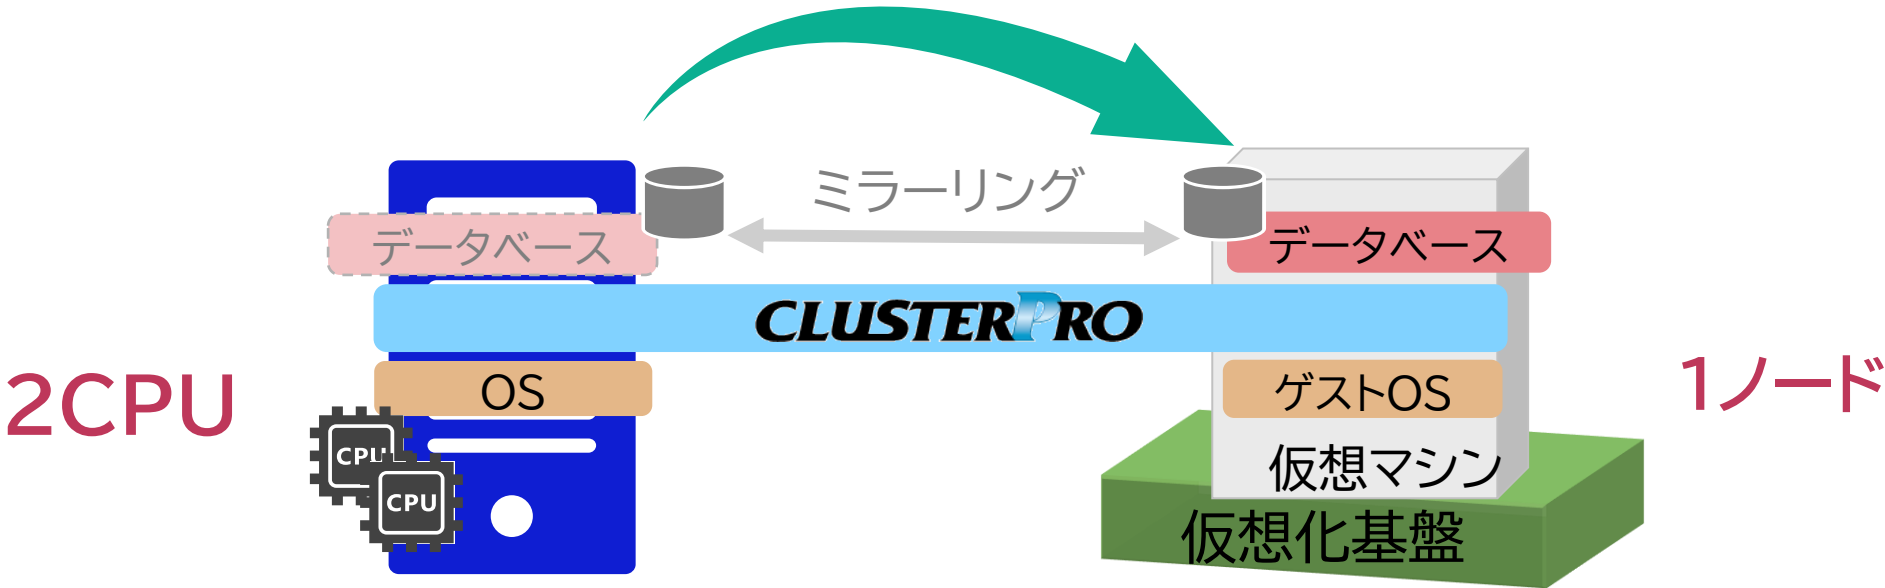 ミラーリング
データベース
データベース
CLUSTERPRO
2CPU
OS
ゲストOS
1ノード
CPU
CPU
仮想マシン
仮想化基盤